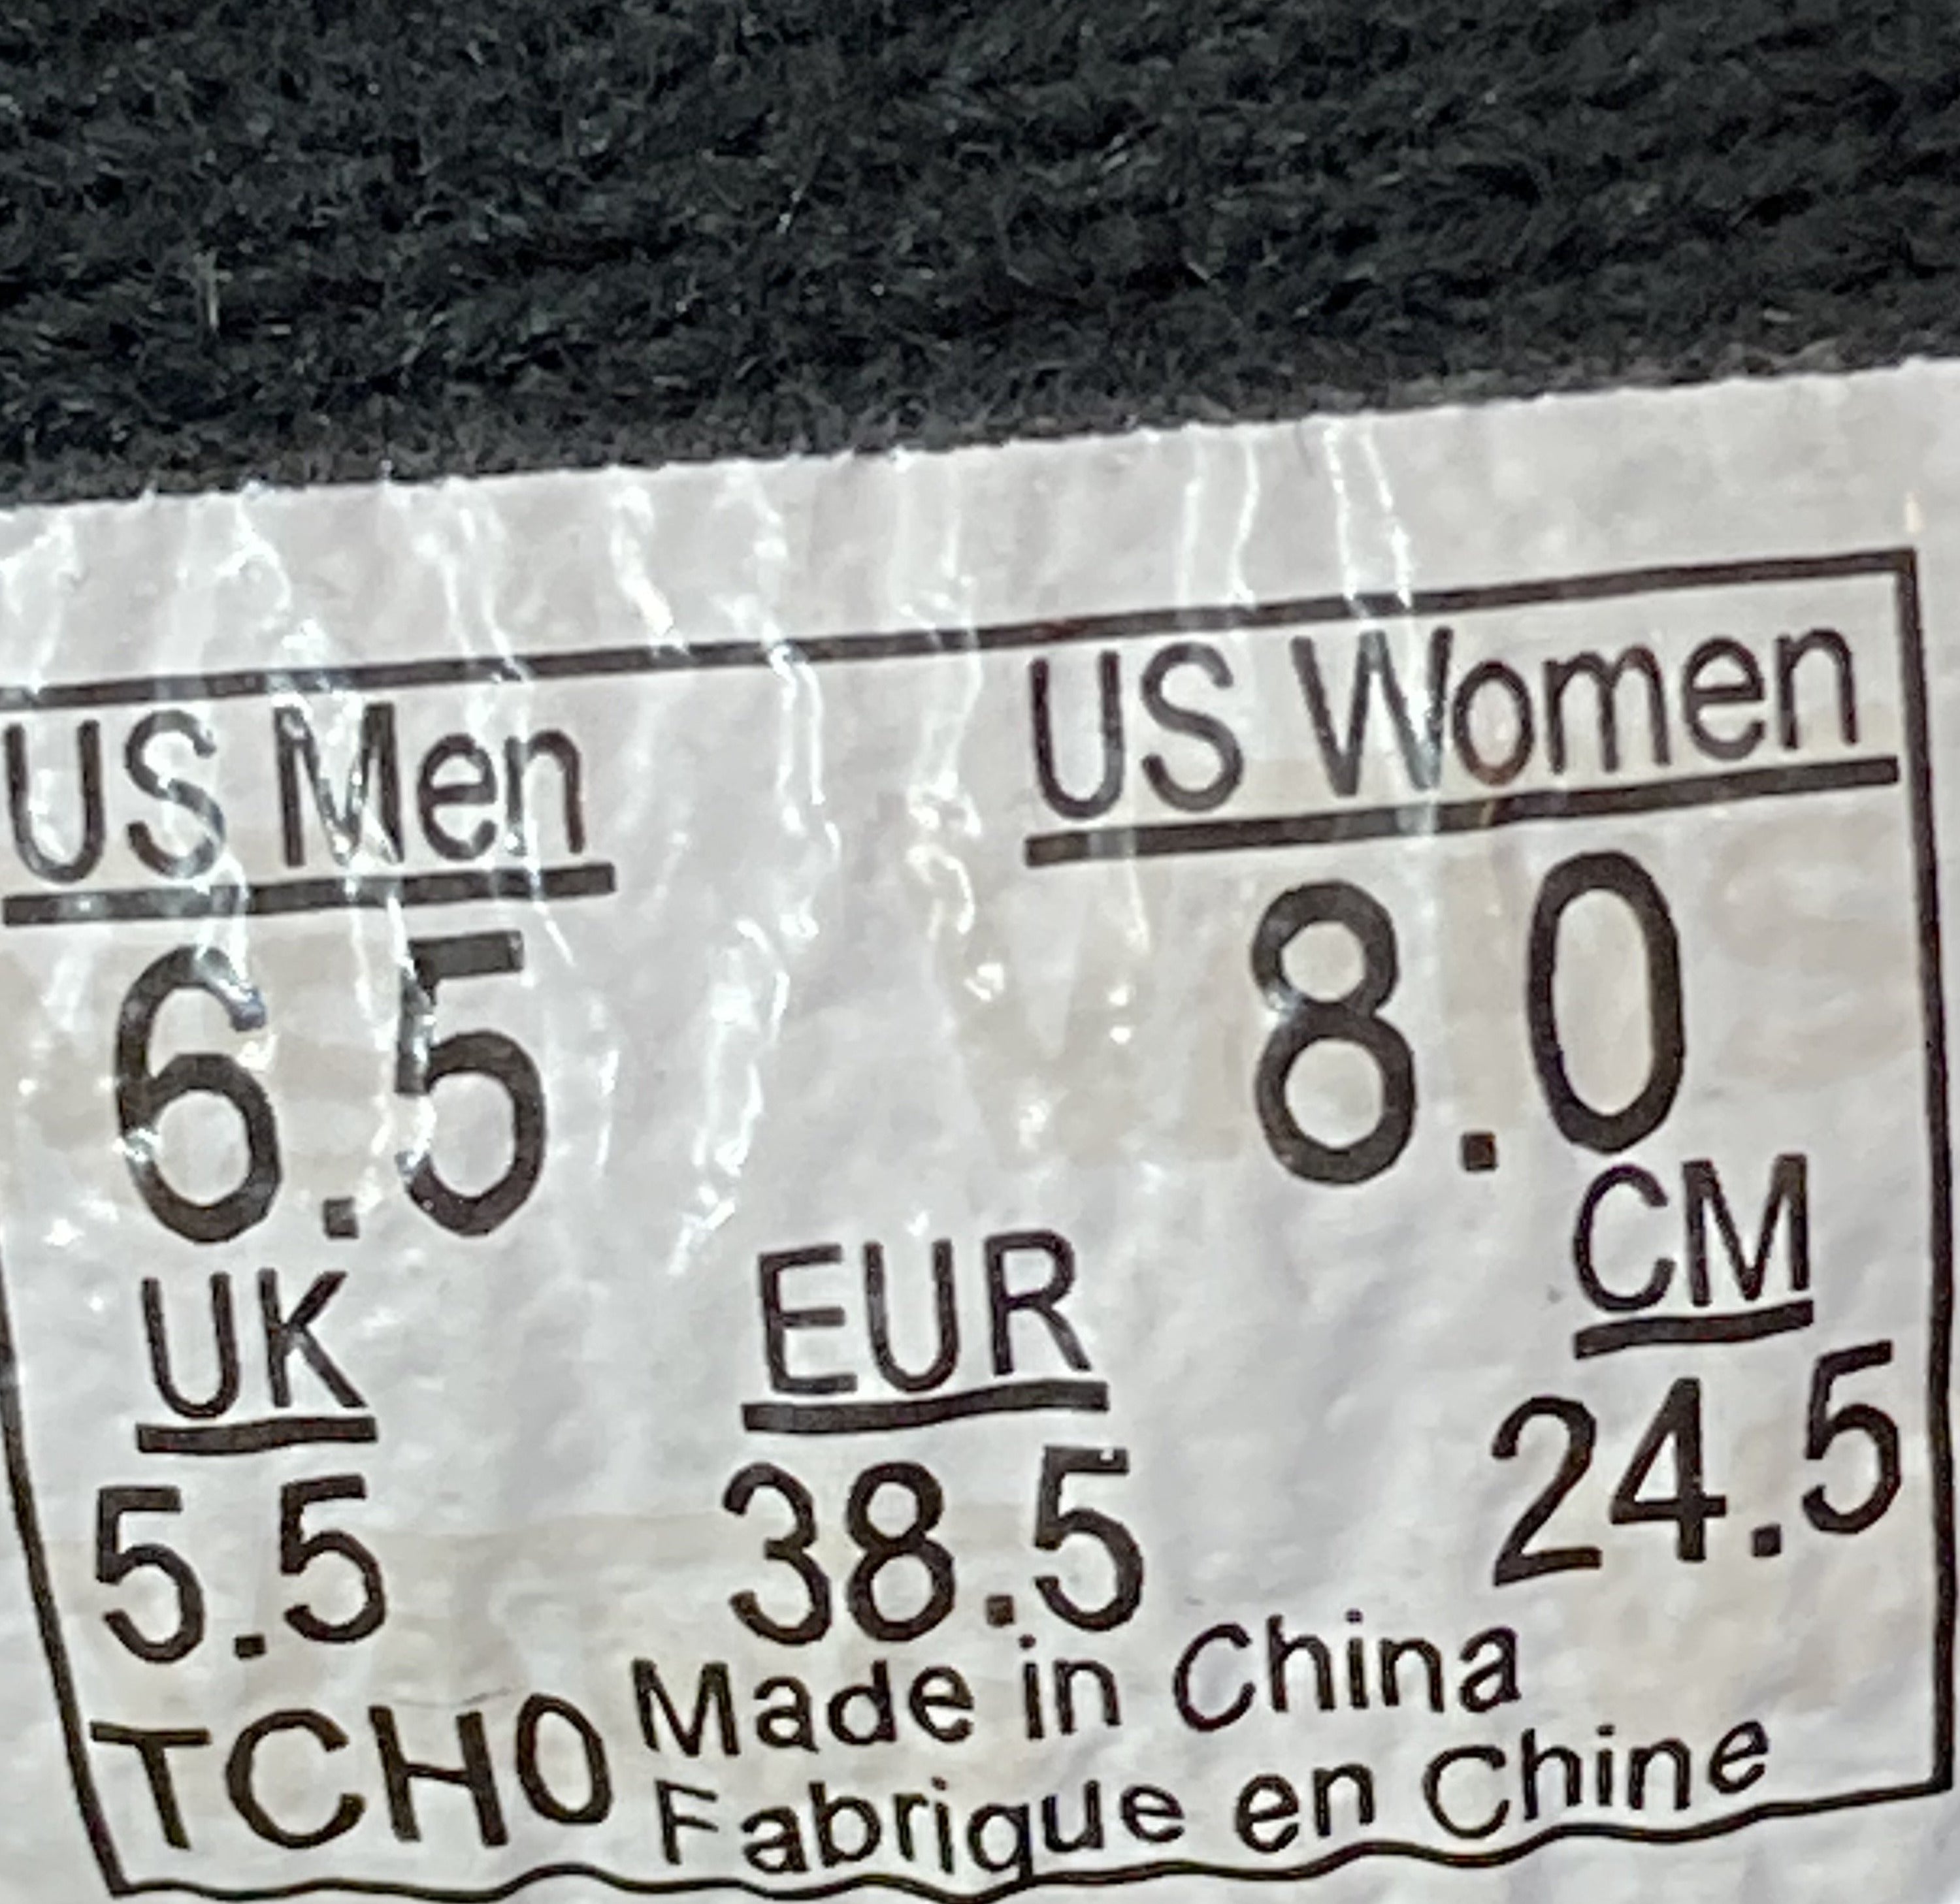 US Men US Women
6.5 8.0
UK EUR CM
5.5 38.5 24.5
TCHO Made in China
Fabrique en Chine